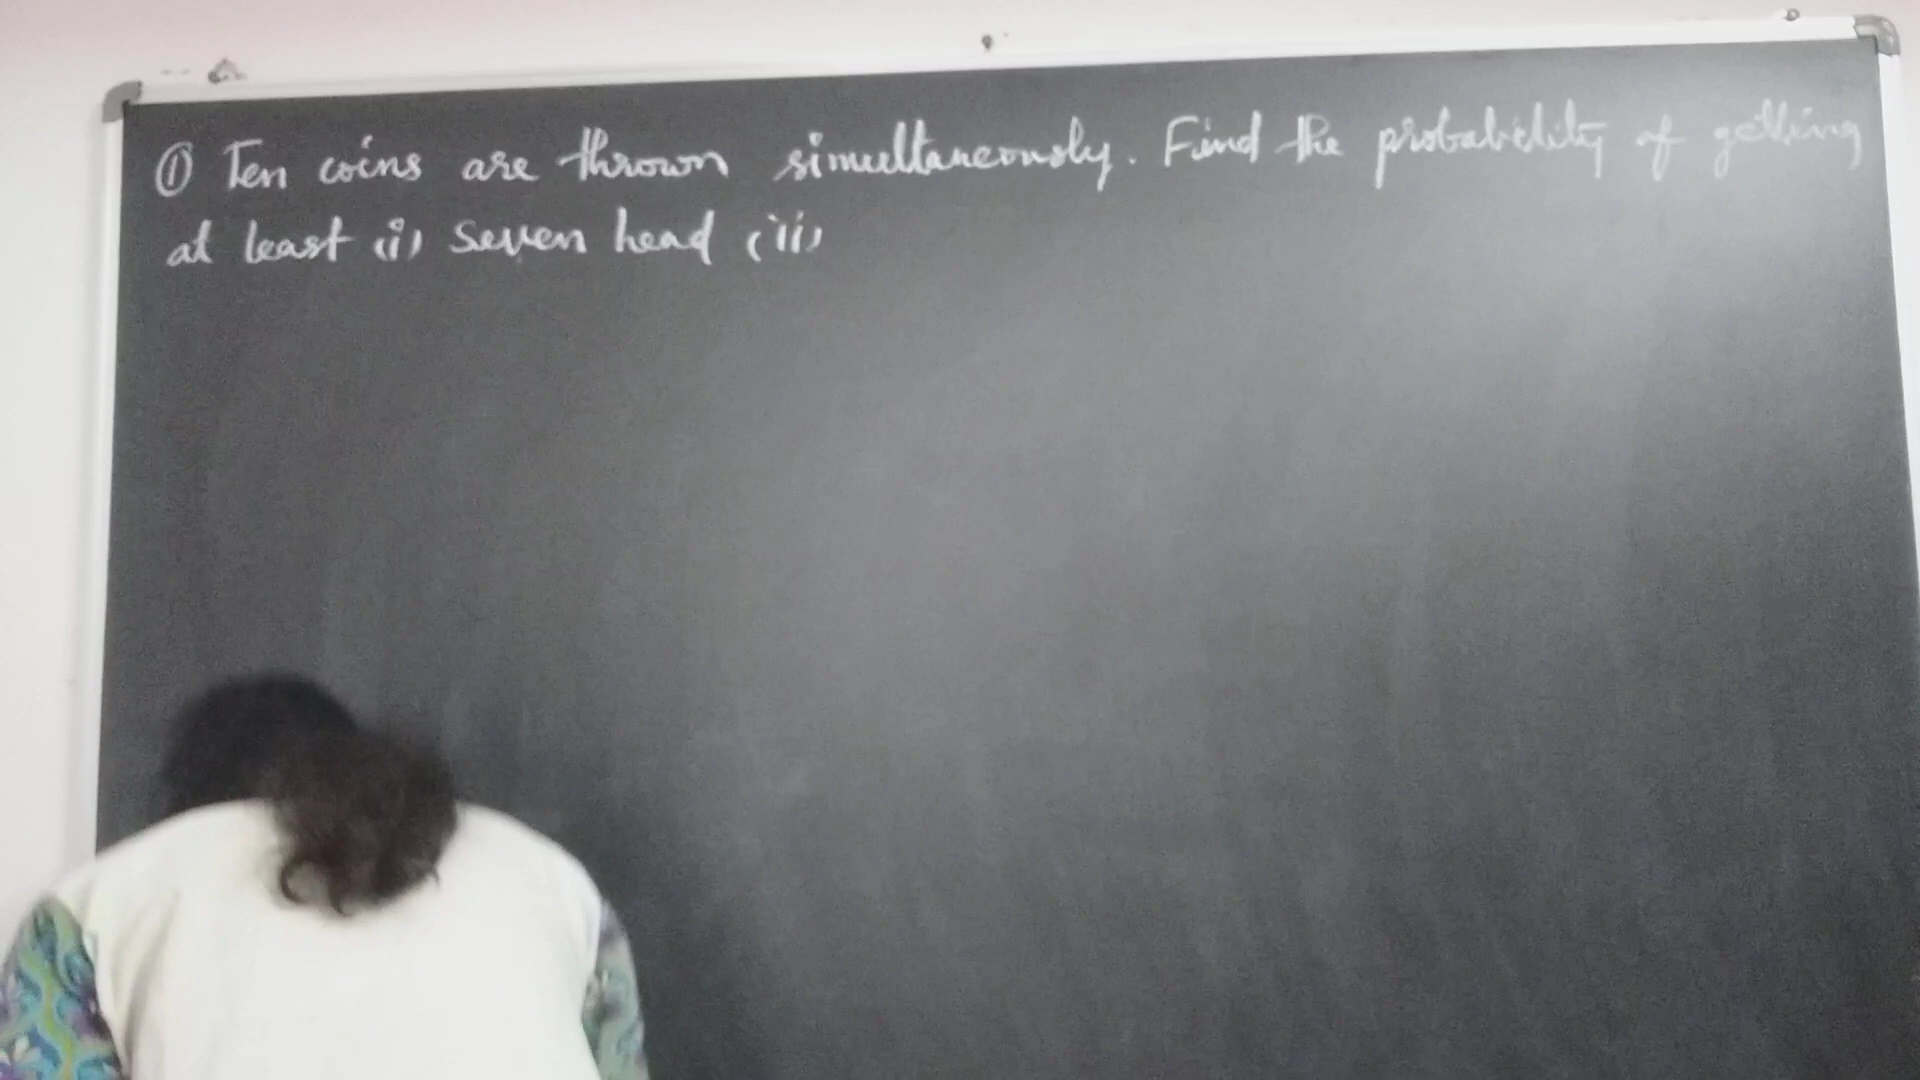 ① Ten coins are thrown simultaneously. Find the probability of getting
at least (i) seven head (ii)